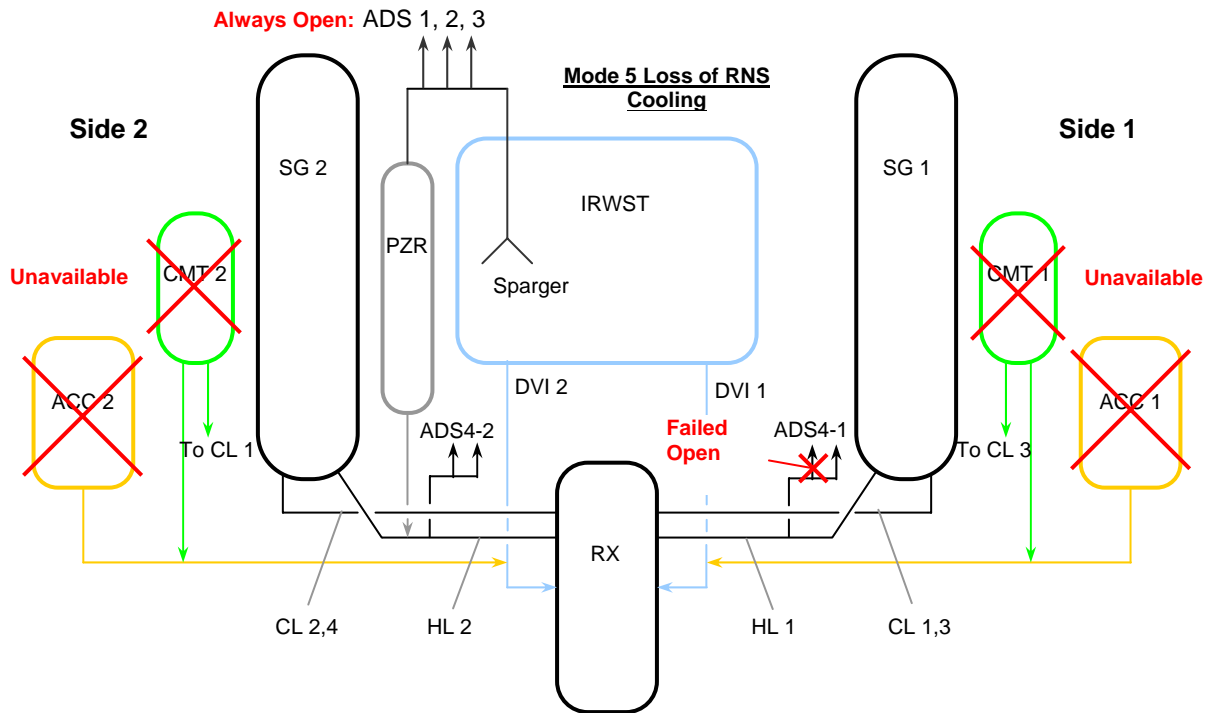 Always Open: ADS 1, 2, 3
Mode 5 Loss of RNS
Cooling
Side 2
Side 1
SG 2
SG 1
IRWST
PZR
CMT 2
CMT 1
Unavailable
Unavailable
Sparger
ACC 2
ACC 1
DVI 2
DVI 1
To CL 1
ADS4-2
Failed
Open
ADS4-1
To CL 3
RX
CL 2,4
HL 2
HL 1
CL 1,3